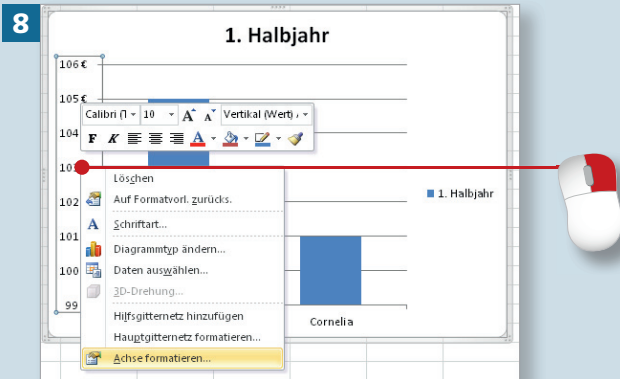 8
1. Halbjahr
106 €
105 €
Calibri (T 10 A A Vertikal (Wert) ,
104
F K A
103
Löschen
Auf Formatvorl. zurücks.
102
1. Halbjahr
Schriftart...
101
Diagrammtyp ändern...
100
Daten auswählen...
3D-Drehung...
99
Hilfsgitternetz hinzufügen
Cornelia
Hauptgitternetz formatieren...
Achse formatieren...